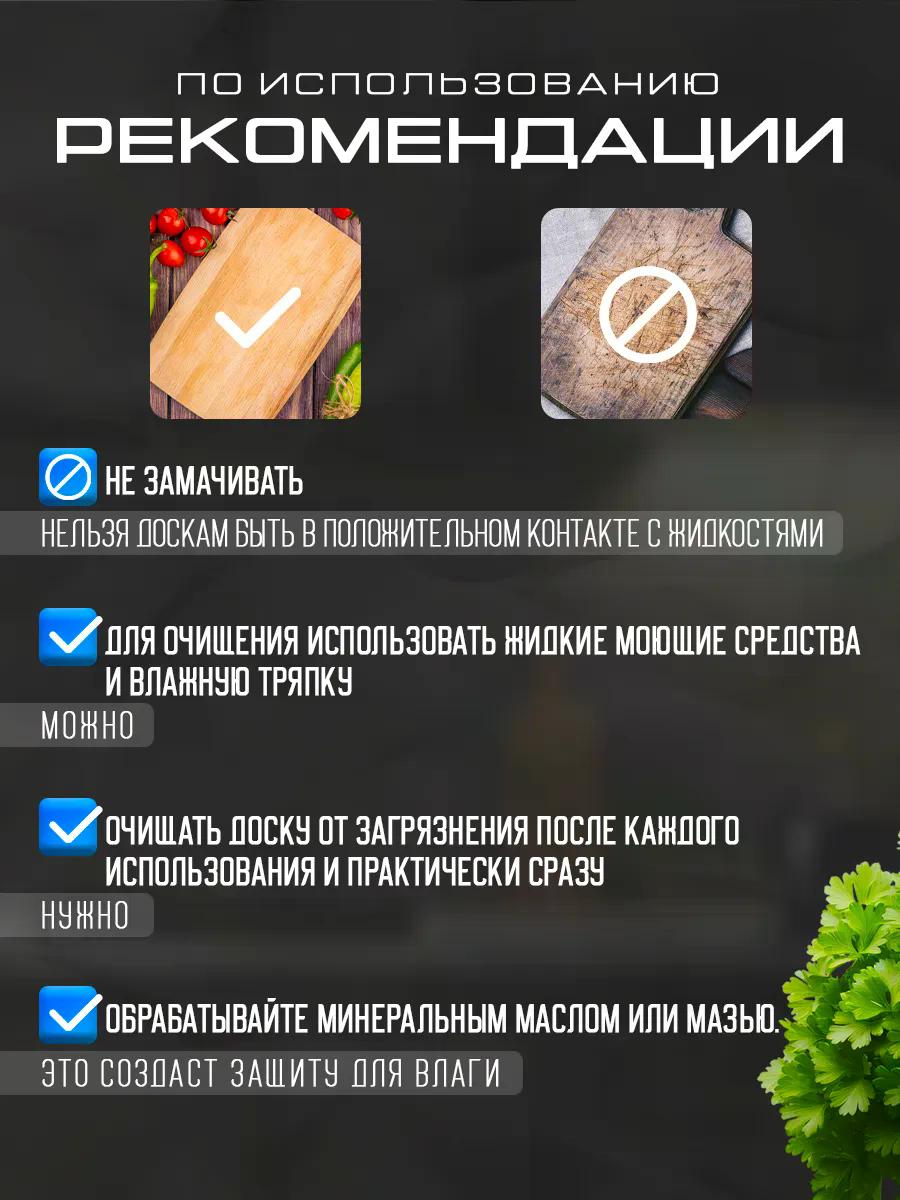 ПО ИСПОЛЬЗОВАНИЮ
РЕКОМЕНДАЦИИ
НЕ ЗАМАЧИВАТЬ
НЕЛЬЗЯ ДОСКАМ БЫТЬ В ПОЛОЖИТЕЛЬНОМ КОНТАКТЕ С ЖИДКОСТЯМИ
ДЛЯ ОЧИЩЕНИЯ ИСПОЛЬЗОВАТЬ ЖИДКИЕ МОЮЩИЕ СРЕДСТВА
И ВЛАЖНУЮ ТРЯПКУ
МОЖНО
ОЧИЩАТЬ ДОСКУ ОТ ЗАГРЯЗНЕНИЯ ПОСЛЕ КАЖДОГО
ИСПОЛЬЗОВАНИЯ И ПРАКТИЧЕСКИ СРАЗУ
НУЖНО
ОБРАБАТЫВАЙТЕ МИНЕРАЛЬНЫМ МАСЛОМ ИЛИ МАЗЬЮ.
ЭТО СОЗДАСТ ЗАЩИТУ ДЛЯ ВЛАГИ